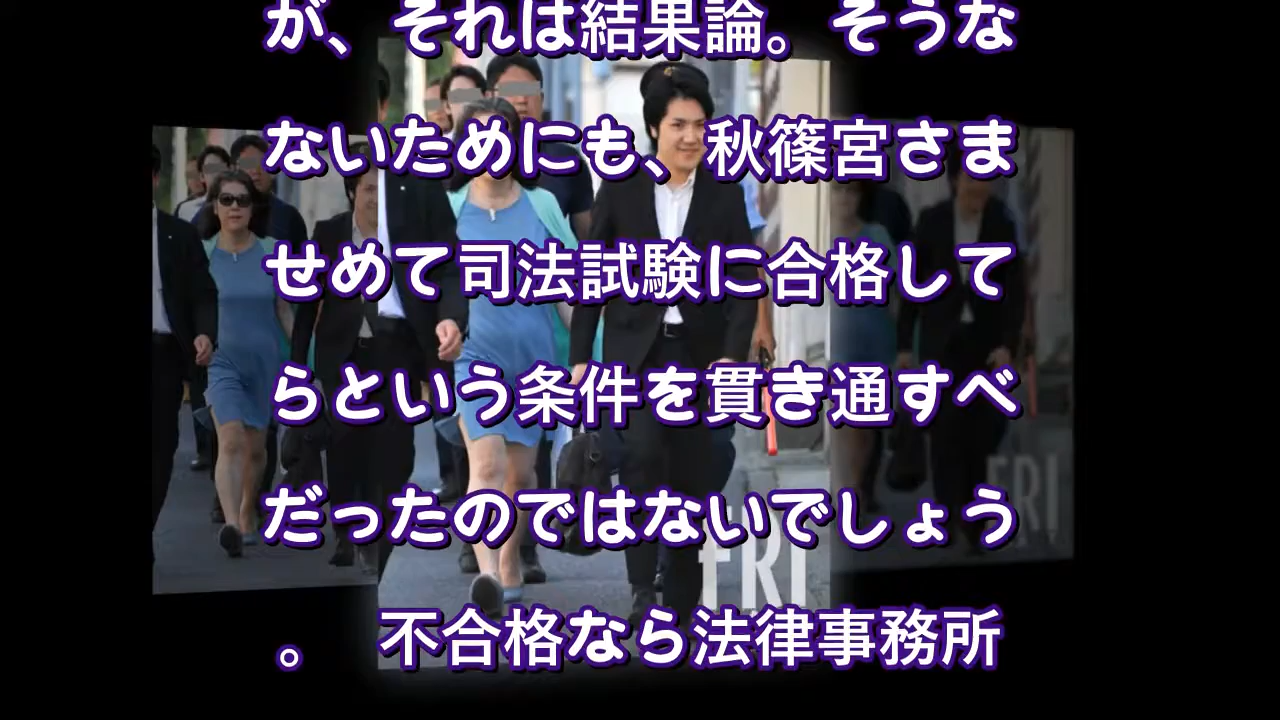 が、それは結果論。そうな
ないためにも、秋篠宮さま
せめて司法試験に合格して
らという条件を貫き通すべ
だったのではないでしょう
。　不合格なら法律事務所
FRI
FRI